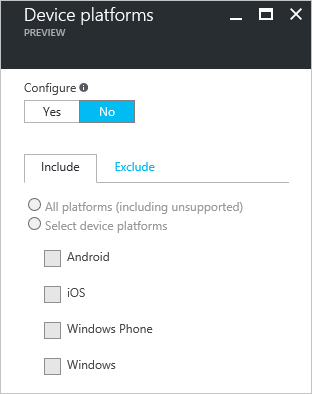 Device platforms
PREVIEW
Configure
Yes No
Include Exclude
All platforms (including unsupported)
Select device platforms
Android
iOS
Windows Phone
Windows